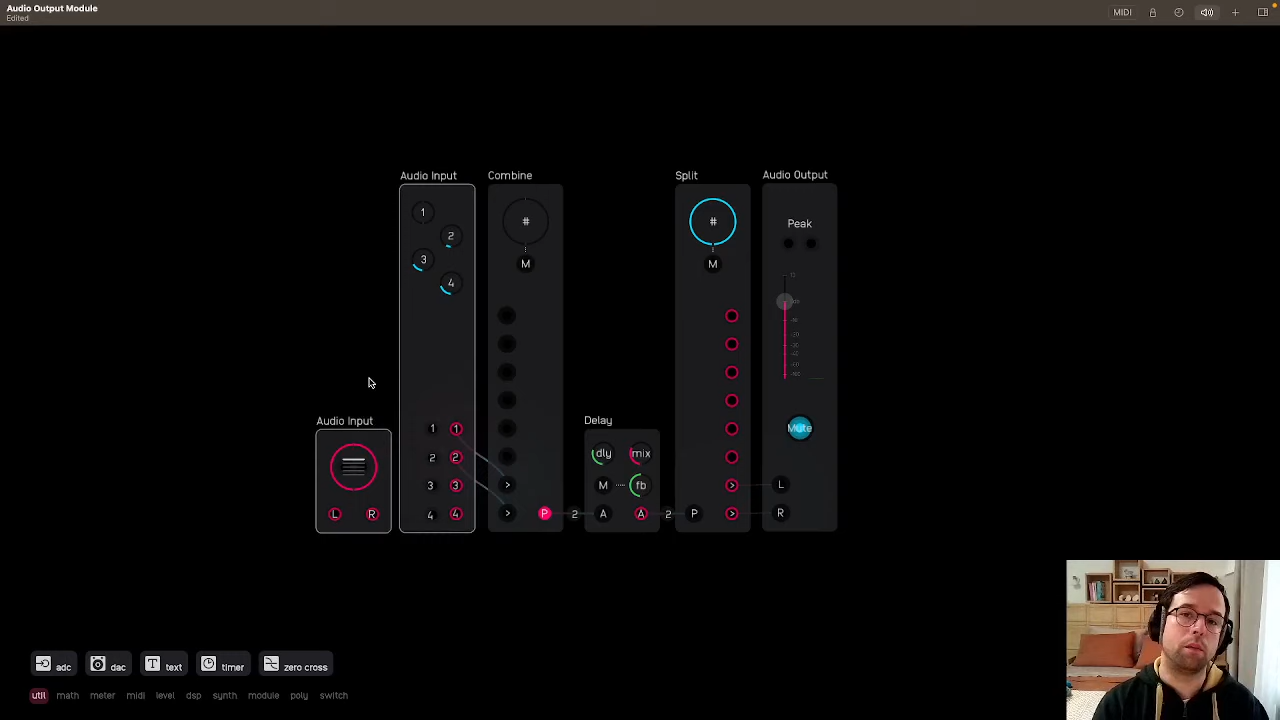 Audio Output Module
Edited
MIDI
Audio Input
Combine
Split
Audio Output
1
2
3
4
#
M
#
M
Peak
Mute
Audio Input
L R
1 1
2 2
3 3
4 4
>
>
P
2
Delay
dly mix
M fb
A A
2
P
>
>
L
R
adc
dac
T text
timer
zero cross
util math meter midi level dsp synth module poly switch